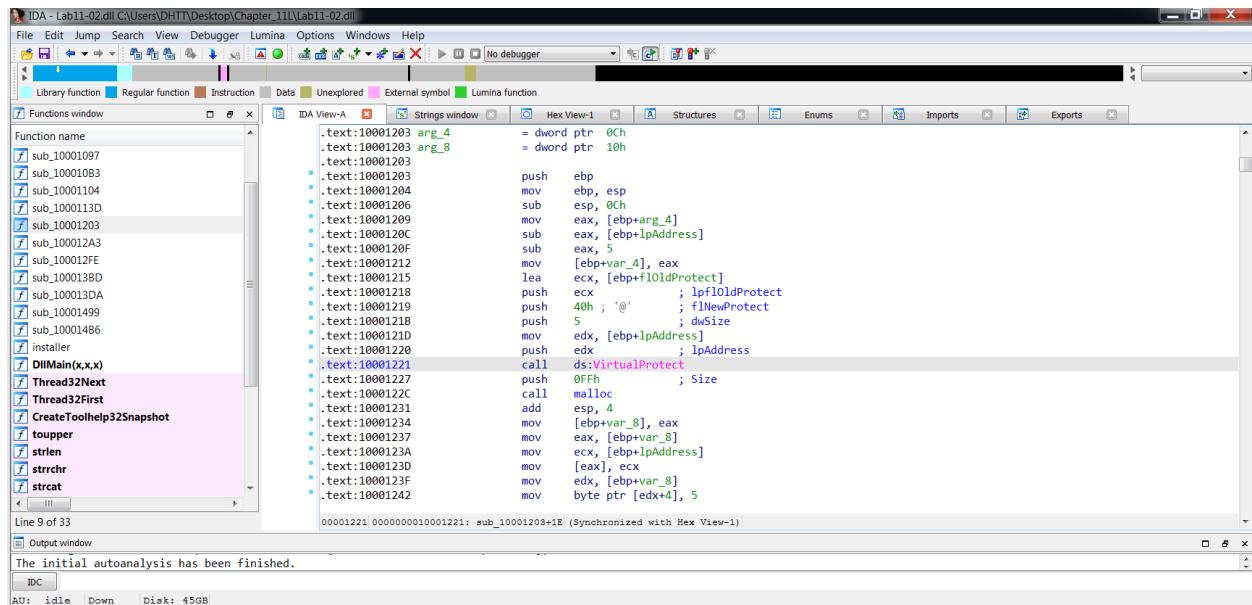 IDA - Lab11-02.dll C:\Users\DHTT\Desktop\Chapter_11L\Lab11-02.dll
File Edit Jump Search View Debugger Lumina Options Windows Help
No debugger
Library function Regular function Instruction Data Unexplored External symbol Lumina function
Functions window
IDA View-A Strings window Hex View-1 Structures Enums Imports Exports
Function name
sub_10001097
sub_100010B3
sub_10001104
sub_1000113D
sub_10001203
sub_100012A3
sub_100012FE
sub_100013BD
sub_100013DA
sub_10001499
sub_100014B6
installer
DllMain(x,x,x)
Thread32Next
Thread32First
CreateToolhelp32Snapshot
toupper
strlen
strrchr
strcat
Line 9 of 33
.text:10001203 arg_4 = dword ptr 0Ch
.text:10001203 arg_8 = dword ptr 10h
.text:10001203
.text:10001203 push ebp
.text:10001204 mov ebp, esp
.text:10001206 sub esp, 0Ch
.text:10001209 mov eax, [ebp+arg_4]
.text:1000120C sub eax, [ebp+lpAddress]
.text:1000120F sub eax, 5
.text:10001212 mov [ebp+var_4], eax
.text:10001215 lea ecx, [ebp+flOldProtect]
.text:10001218 push ecx ; lpflOldProtect
.text:10001219 push 40h ; '@' ; flNewProtect
.text:1000121B push 5 ; dwSize
.text:1000121D mov edx, [ebp+lpAddress]
.text:10001220 push edx ; lpAddress
.text:10001221 call ds:VirtualProtect
.text:10001227 push 0FFh ; Size
.text:1000122C call malloc
.text:10001231 add esp, 4
.text:10001234 mov [ebp+var_8], eax
.text:10001237 mov eax, [ebp+var_8]
.text:1000123A mov ecx, [ebp+lpAddress]
.text:1000123D mov [eax], ecx
.text:1000123F mov edx, [ebp+var_8]
.text:10001242 mov byte ptr [edx+4], 5
00001221 0000000010001221: sub_10001203+1E (Synchronized with Hex View-1)
Output window
The initial autoanalysis has been finished.
IDC
AU: idle Down Disk: 45GB